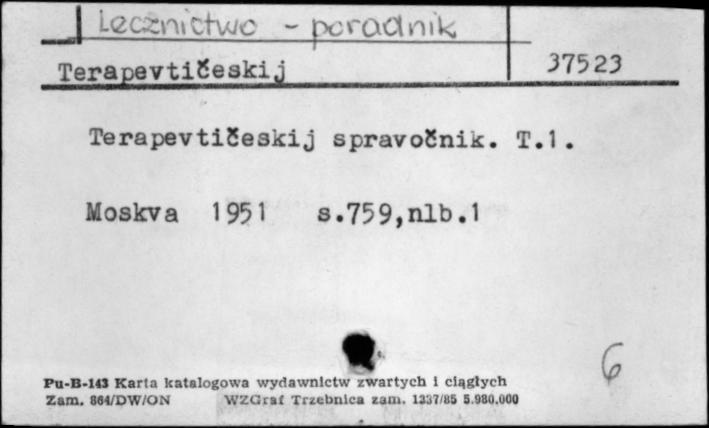 Lecznictwo - poradnik
Terapevtičeskij 37523
Terapevtičeskij spravočnik. T.1.
Moskva 1951 s.759,nlb.1
6
Pu-B-143 Karta katalogowa wydawnictw zwartych i ciągłych
Zam. 864/DW/ON WZGraf Trzebnica zam. 1237/85 5.980.000